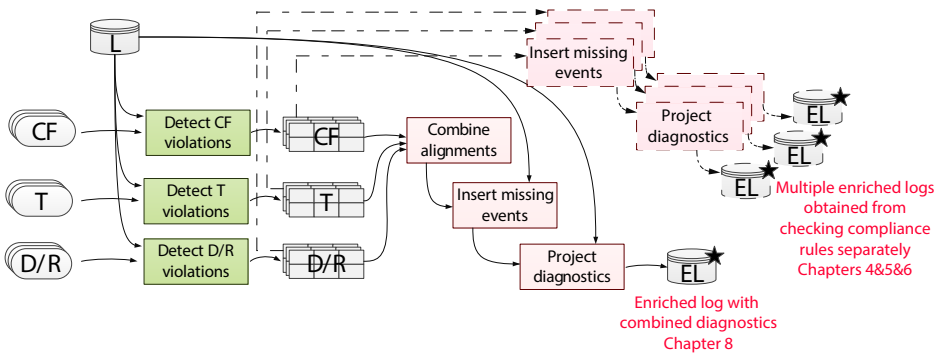 L
Insert missing
events
CF
Detect CF
violations
CF
Combine
alignments
Project
diagnostics
EL
EL
EL
T
Detect T
violations
T
Insert missing
events
Multiple enriched logs
obtained from
checking compliance
rules separately
Chapters 4&5&6
D/R
Detect D/R
violations
D/R
Project
diagnostics
EL
Enriched log with
combined diagnostics
Chapter 8